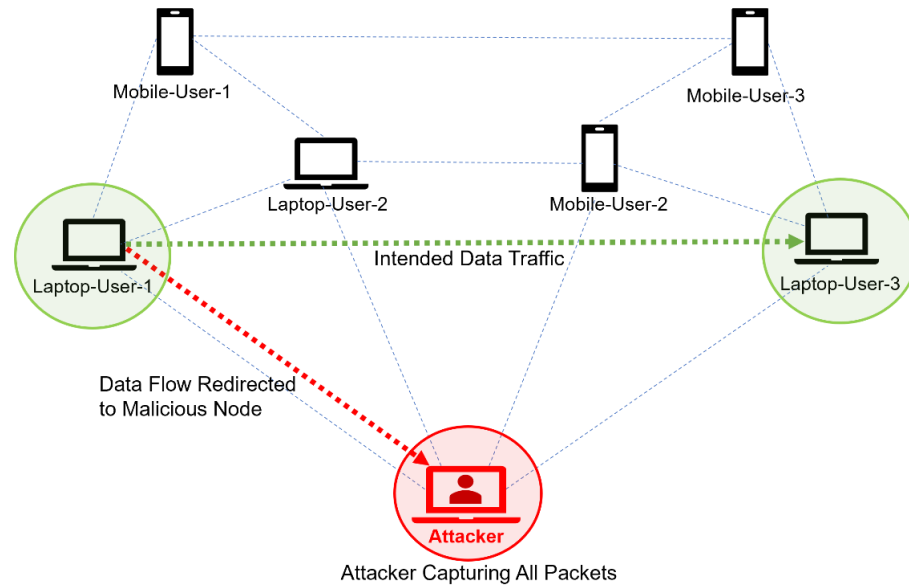 Mobile-User-1
Mobile-User-3
Laptop-User-2
Mobile-User-2
Intended Data Traffic
Laptop-User-1
Laptop-User-3
Data Flow Redirected
to Malicious Node
Attacker
Attacker Capturing All Packets